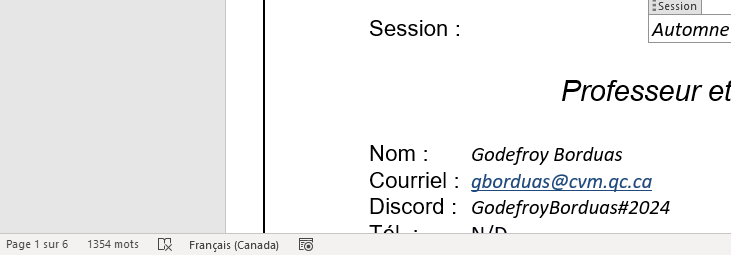 Session
Session : Automne
Professeur et
Nom : Godefroy Borduas
Courriel : gborduas@cvm.qc.ca
Discord : GodefroyBorduas#2024
Tél. : N/D
Page 1 sur 6 1354 mots Français (Canada)